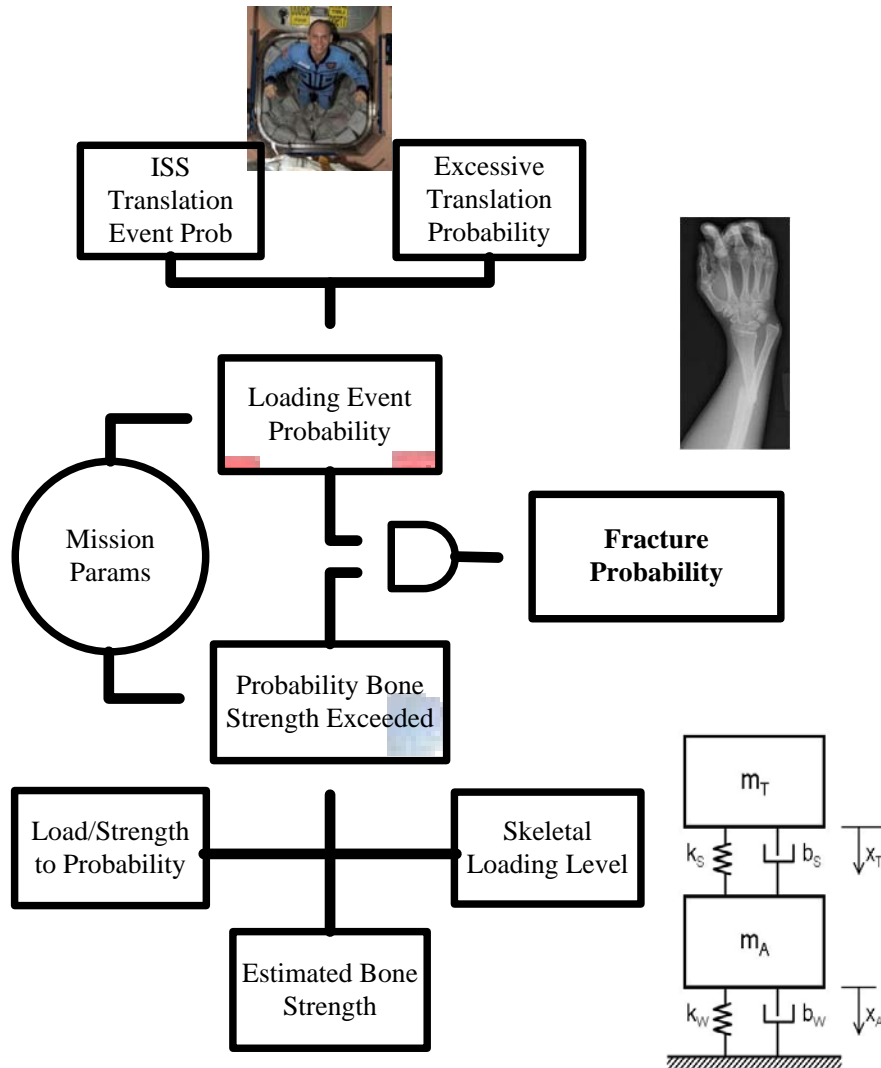 ISS
Translation
Event Prob
Excessive
Translation
Probability
Loading Event
Probability
Mission
Params
Fracture
Probability
Probability Bone
Strength Exceeded
Load/Strength
to Probability
Skeletal
Loading Level
Estimated Bone
Strength
m_T
k_S
b_S
x_T
m_A
k_W
b_W
x_A